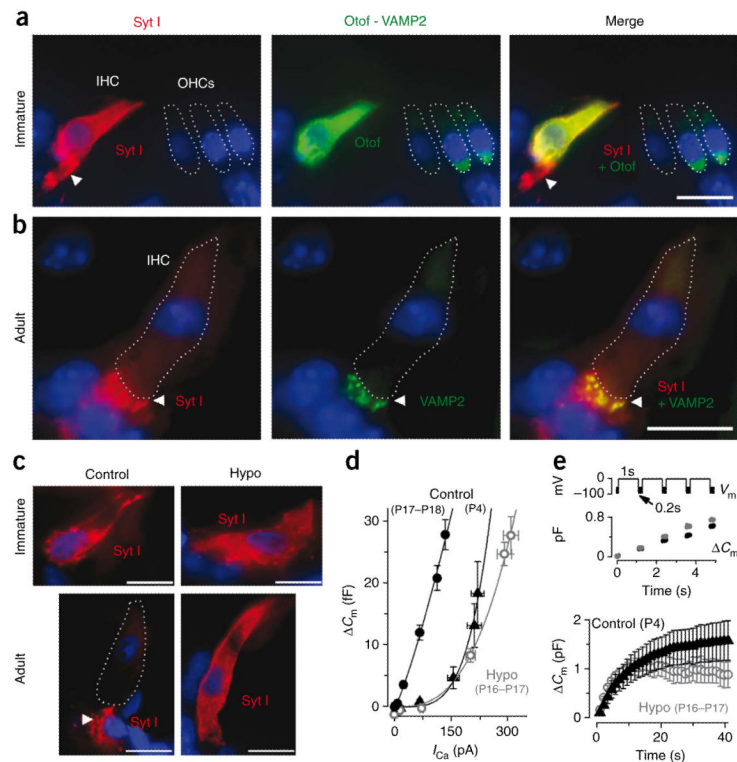 a
Syt I
Otof - VAMP2
Merge
Immature
IHC
OHCs
Syt I
Otof
Syt I
+ Otof
b
Adult
IHC
Syt I
VAMP2
Syt I
+ VAMP2
c
Control
Hypo
Immature
Syt I
Syt I
Adult
Syt I
Syt I
d
Control
(P17–P18)
(P4)
30
20
10
0
ΔCm (fF)
Hypo
(P16–P17)
0
150
300
ICa (pA)
e
1s
mV
0
−100
Vm
0.2s
pF
0.8
0
ΔCm
0
2
4
Time (s)
Control (P4)
2
1
0
ΔCm (pF)
Hypo (P16–P17)
0
10
20
30
40
Time (s)